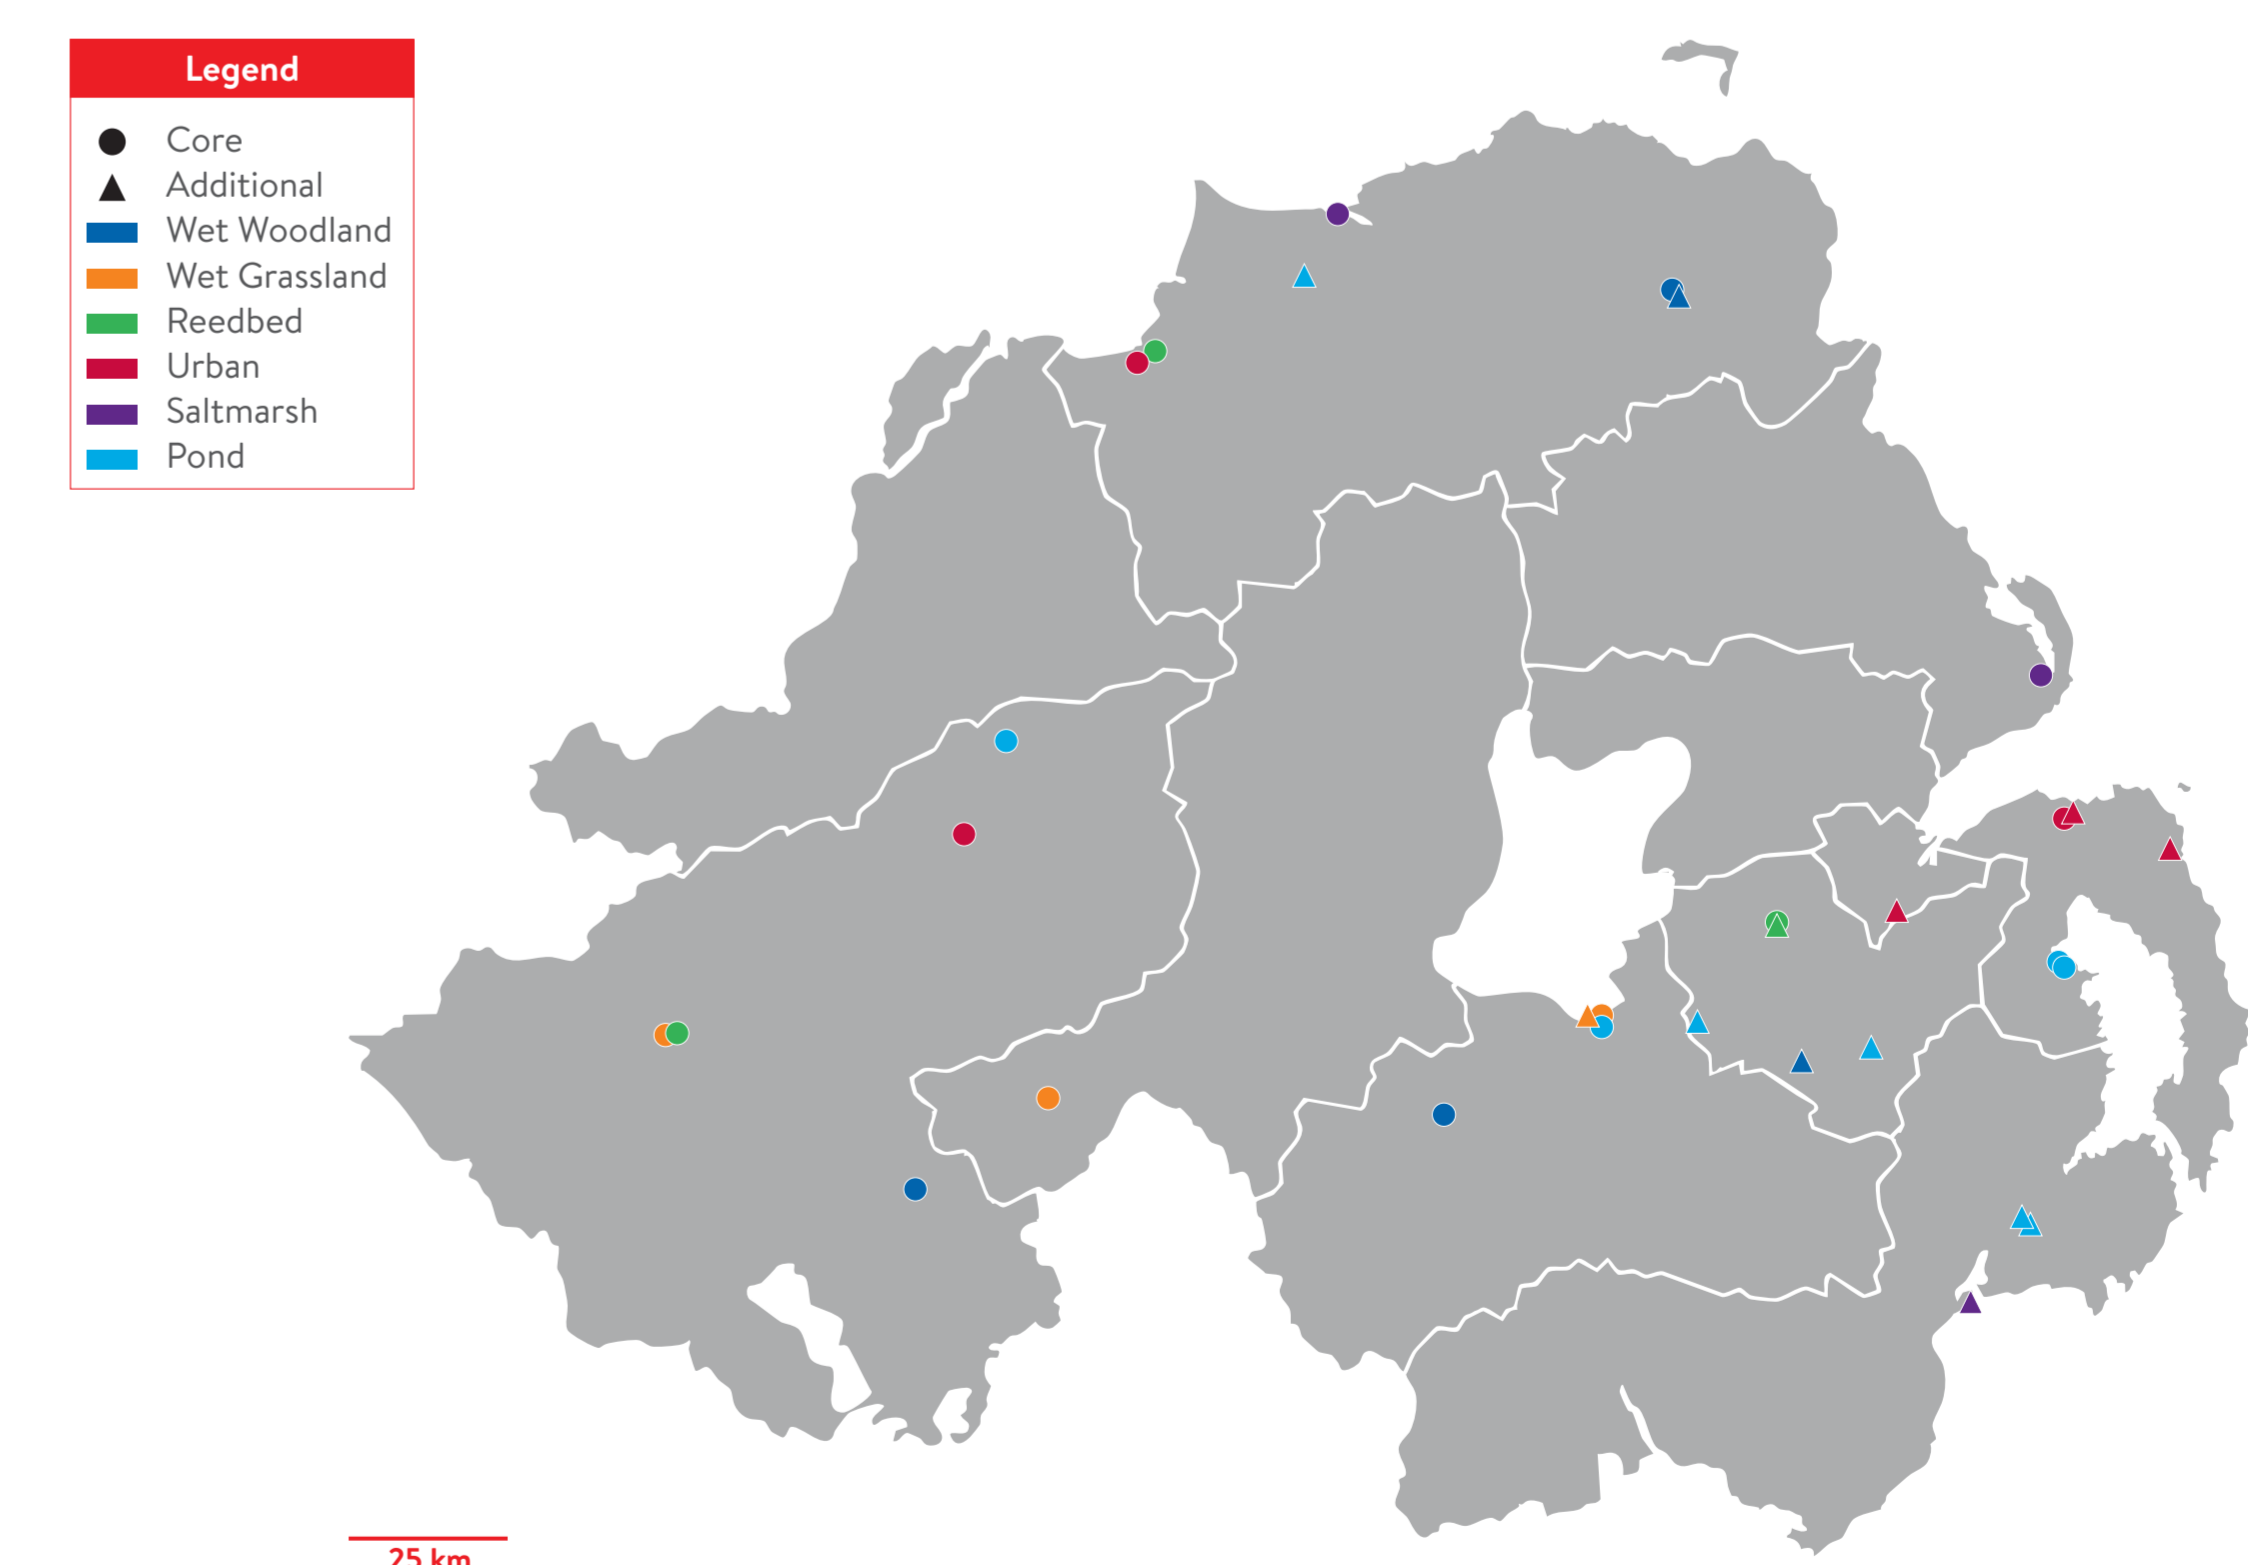 Legend
Core
Additional
Wet Woodland
Wet Grassland
Reedbed
Urban
Saltmarsh
Pond
25 km